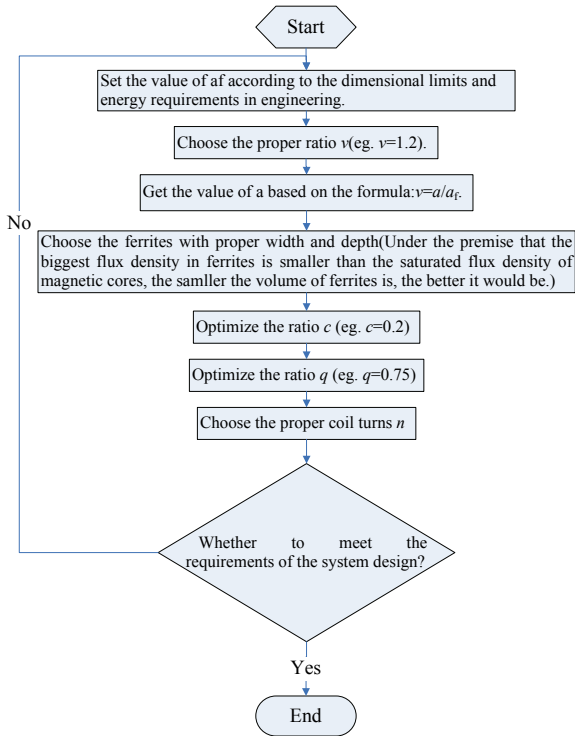 Start
Set the value of af according to the dimensional limits and
energy requirements in engineering.
Choose the proper ratio v(eg. v=1.2).
Get the value of a based on the formula:v=a/af.
No
Choose the ferrites with proper width and depth(Under the premise that the
biggest flux density in ferrites is smaller than the saturated flux density of
magnetic cores, the samller the volume of ferrites is, the better it would be.)
Optimize the ratio c (eg. c=0.2)
Optimize the ratio q (eg. q=0.75)
Choose the proper coil turns n
Whether to meet the
requirements of the system design?
Yes
End